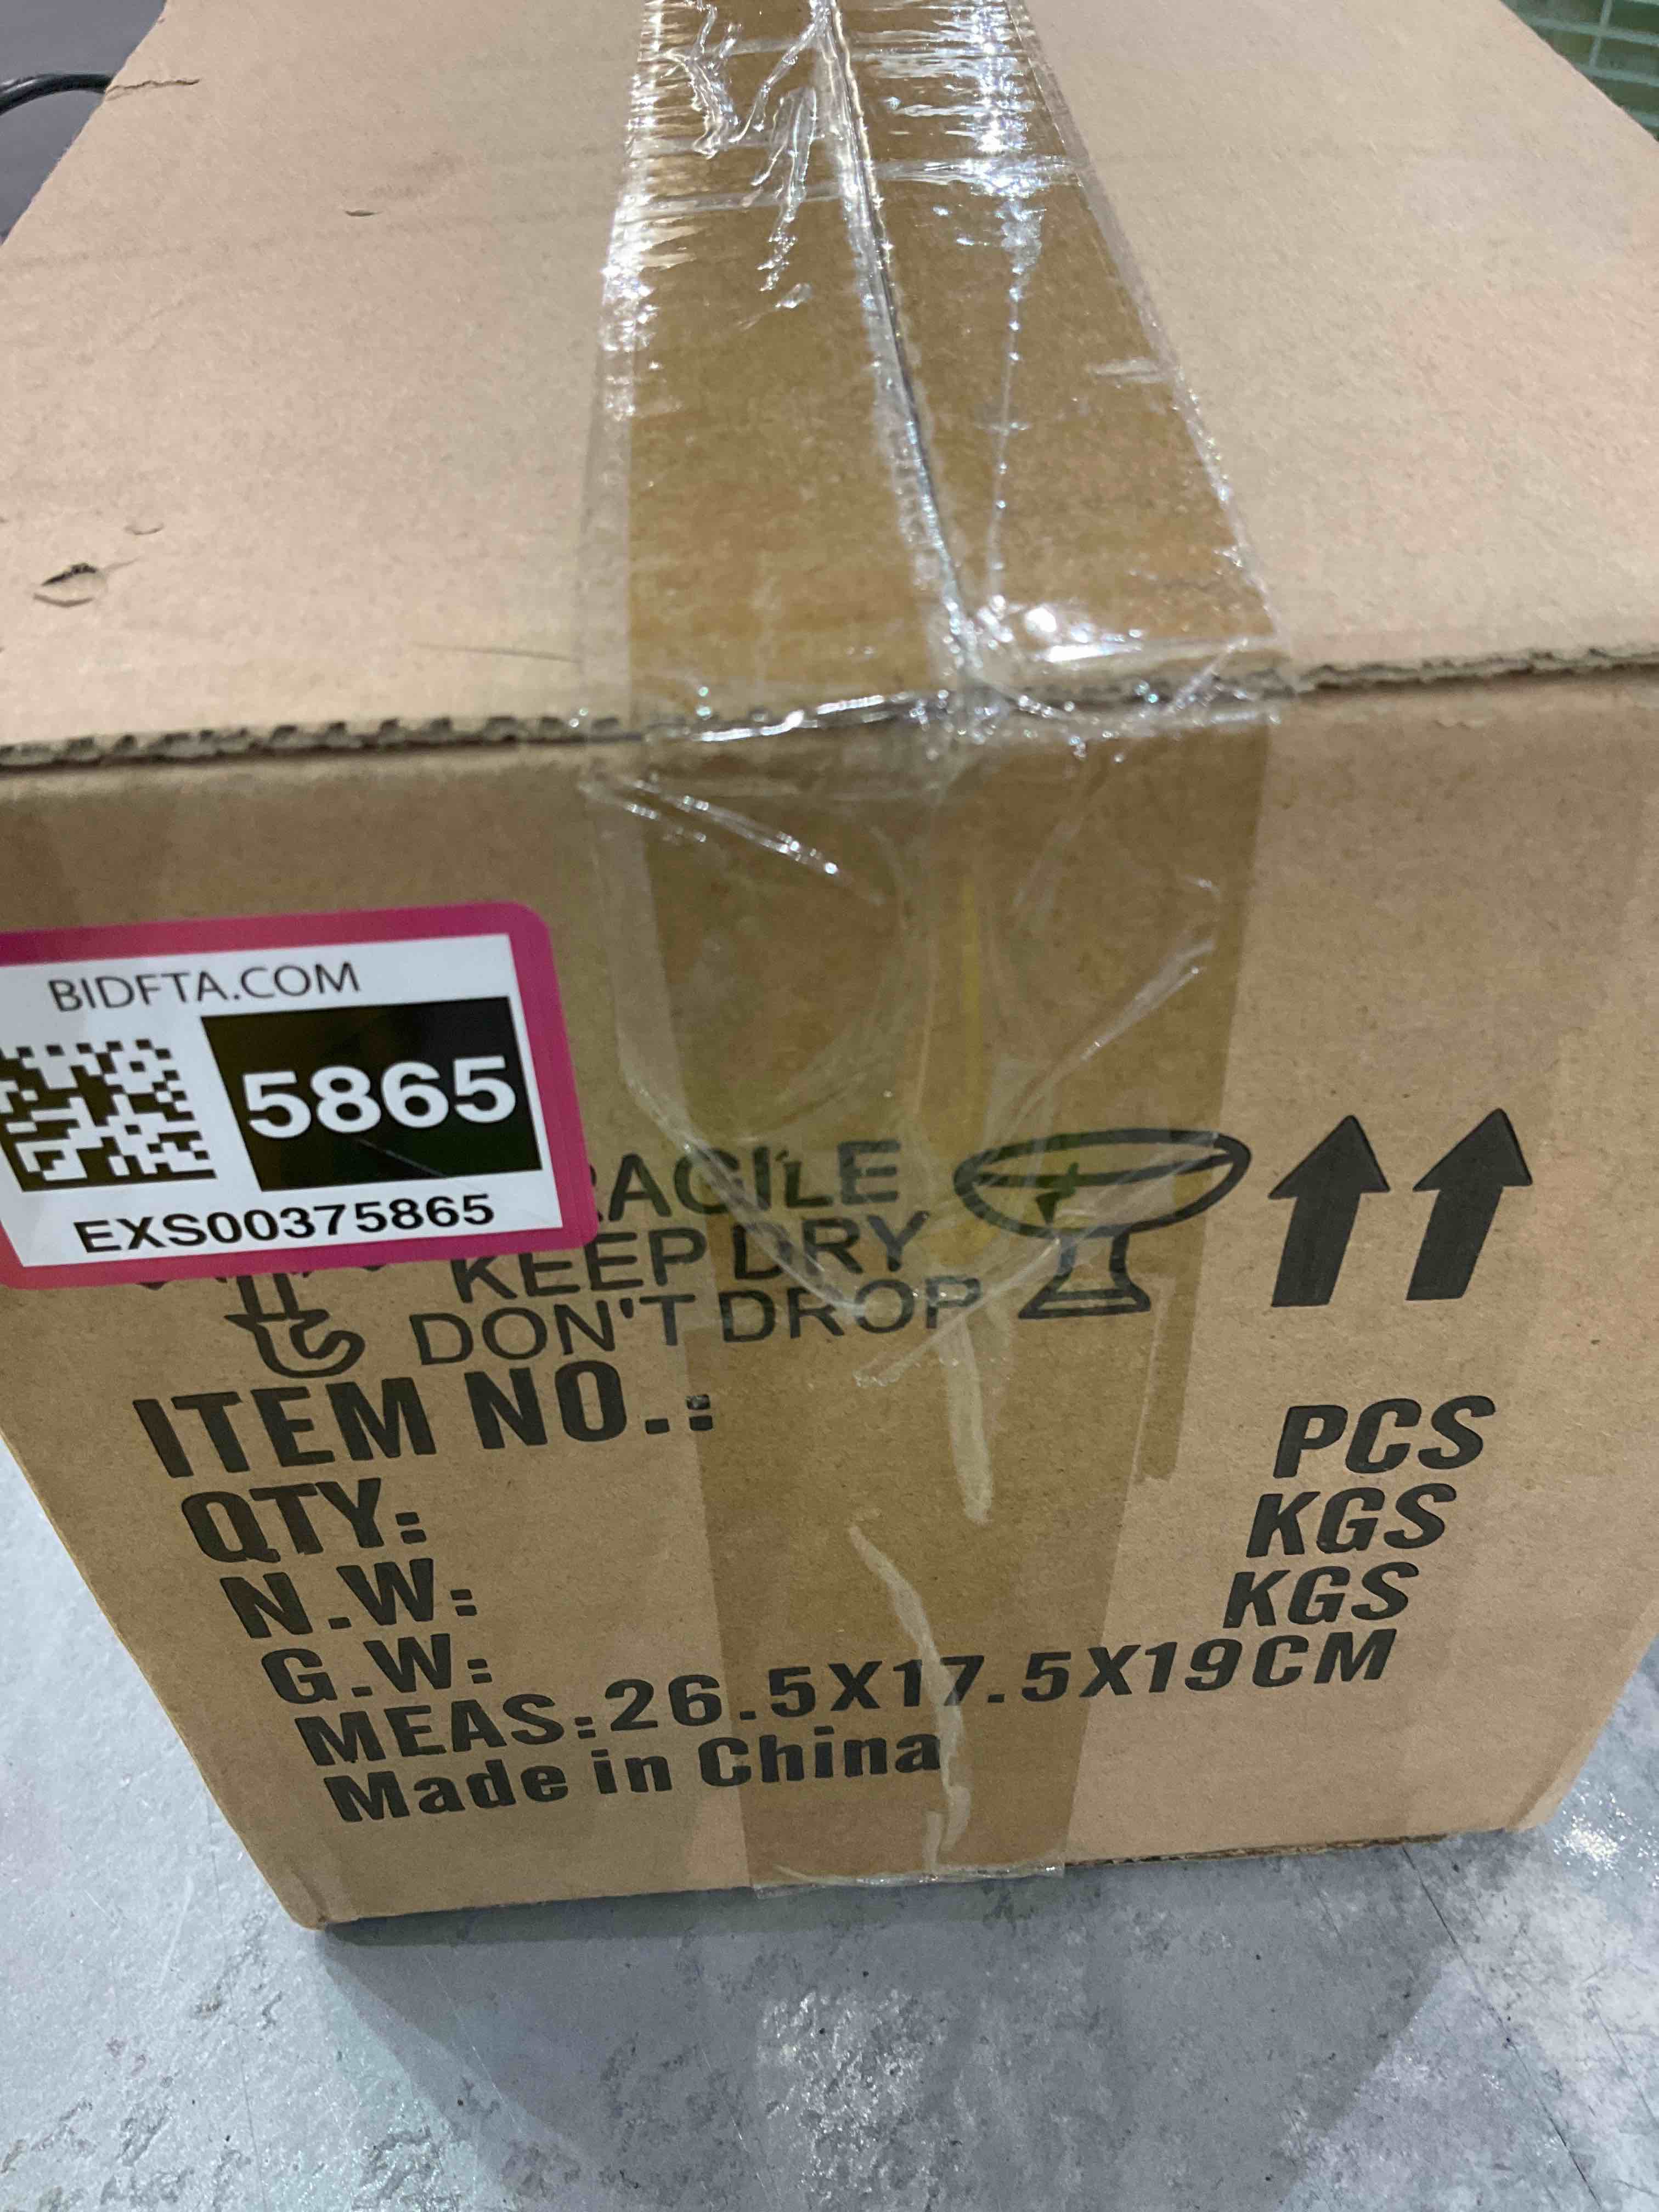 BIDFTA.COM
5865
EXS00375865
RAGILE
KEEP DRY
DON'T DROP
ITEM NO.:
QTY: PCS
N.W: KGS
G.W: KGS
MEAS:26.5X17.5X19CM
Made in China